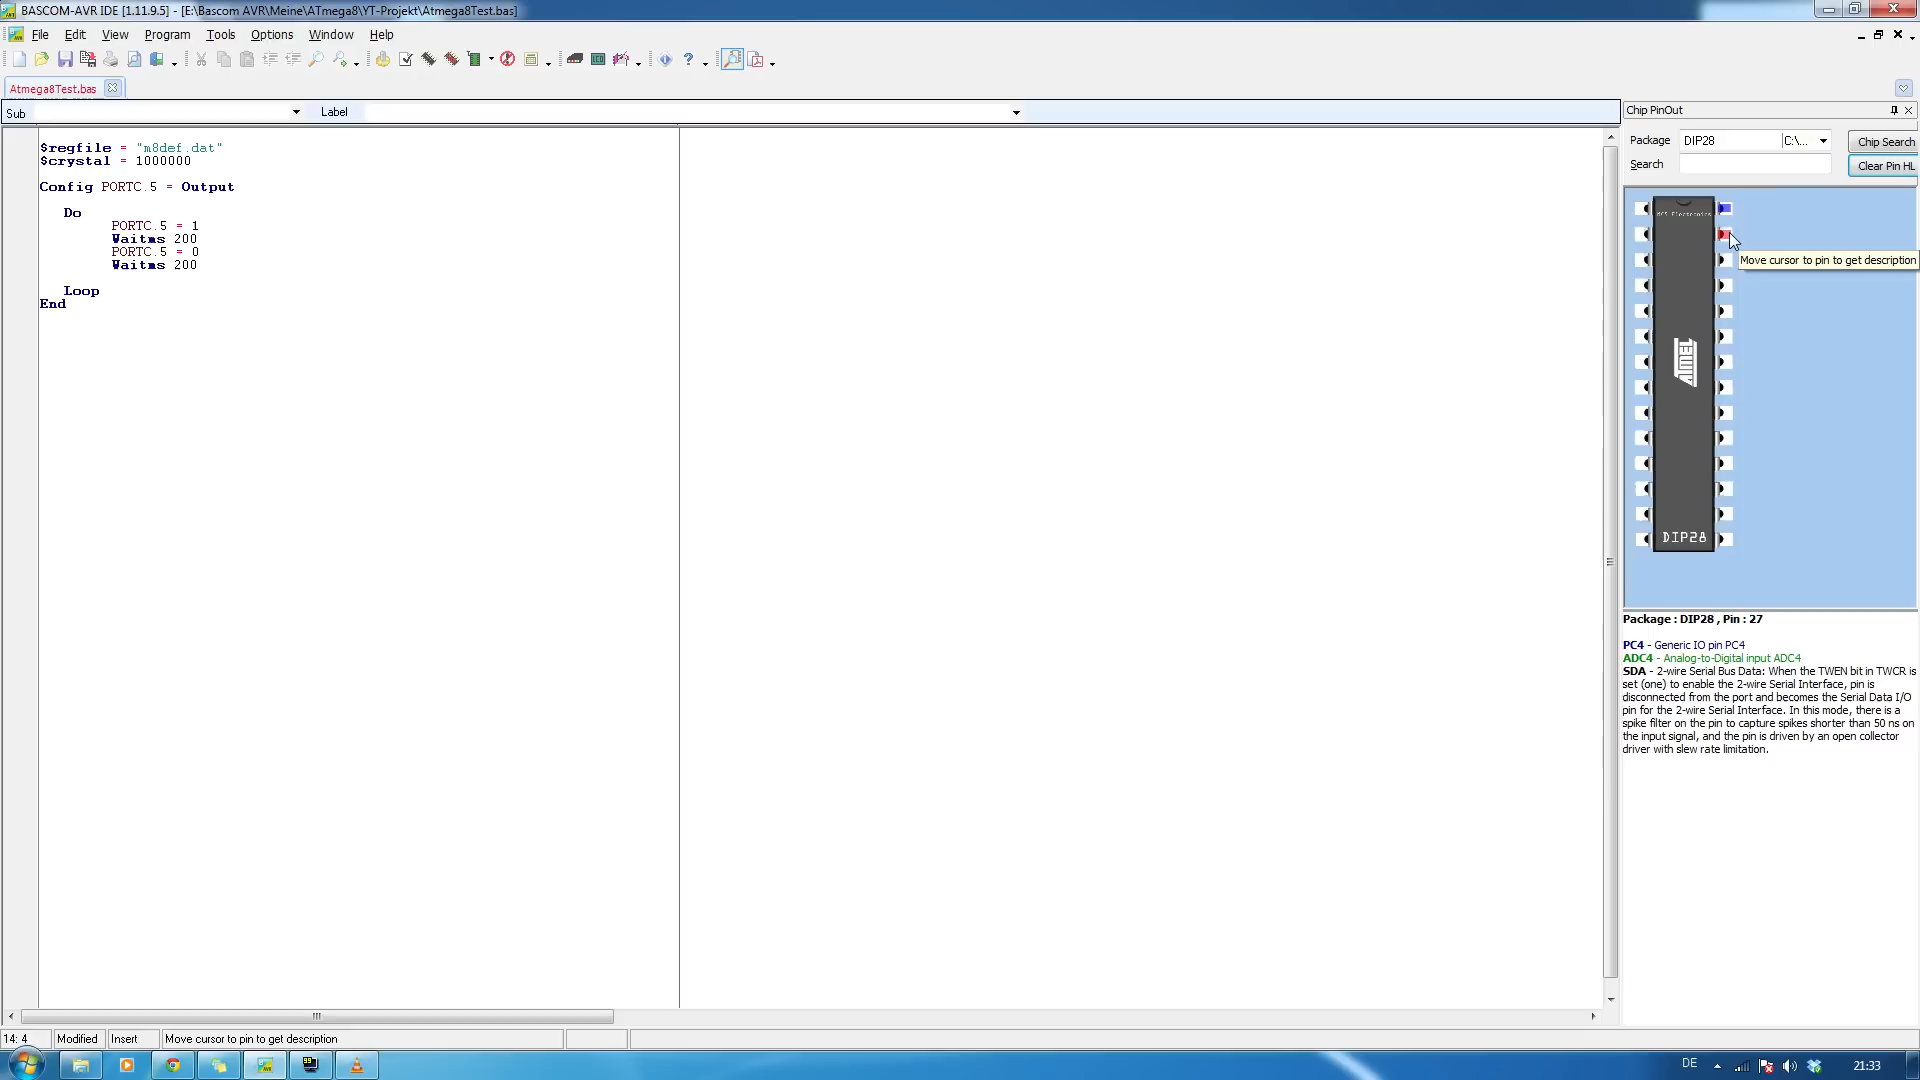 BASCOM-AVR IDE [1.11.9.5] - [E:\Bascom AVR\Meine\ATmega8\YT-Projekt\Atmega8Test.bas]
File Edit View Program Tools Options Window Help
Atmega8Test.bas
Sub Label
$regfile = "m8def.dat"
$crystal = 1000000
Config PORTC.5 = Output
Do
PORTC.5 = 1
Waitms 200
PORTC.5 = 0
Waitms 200
Loop
End
Chip PinOut
Package DIP28 C:\... Chip Search
Search Clear Pin HL
MCS Electronics
ATMEL
DIP28
Move cursor to pin to get description
Package : DIP28 , Pin : 27
PC4 - Generic IO pin PC4
ADC4 - Analog-to-Digital input ADC4
SDA - 2-wire Serial Bus Data: When the TWEN bit in TWCR is
set (one) to enable the 2-wire Serial Interface, pin is
disconnected from the port and becomes the Serial Data I/O
pin for the 2-wire Serial Interface. In this mode, there is a
spike filter on the pin to capture spikes shorter than 50 ns on
the input signal, and the pin is driven by an open collector
driver with slew rate limitation.
14: 4 Modified Insert Move cursor to pin to get description
DE 21:33